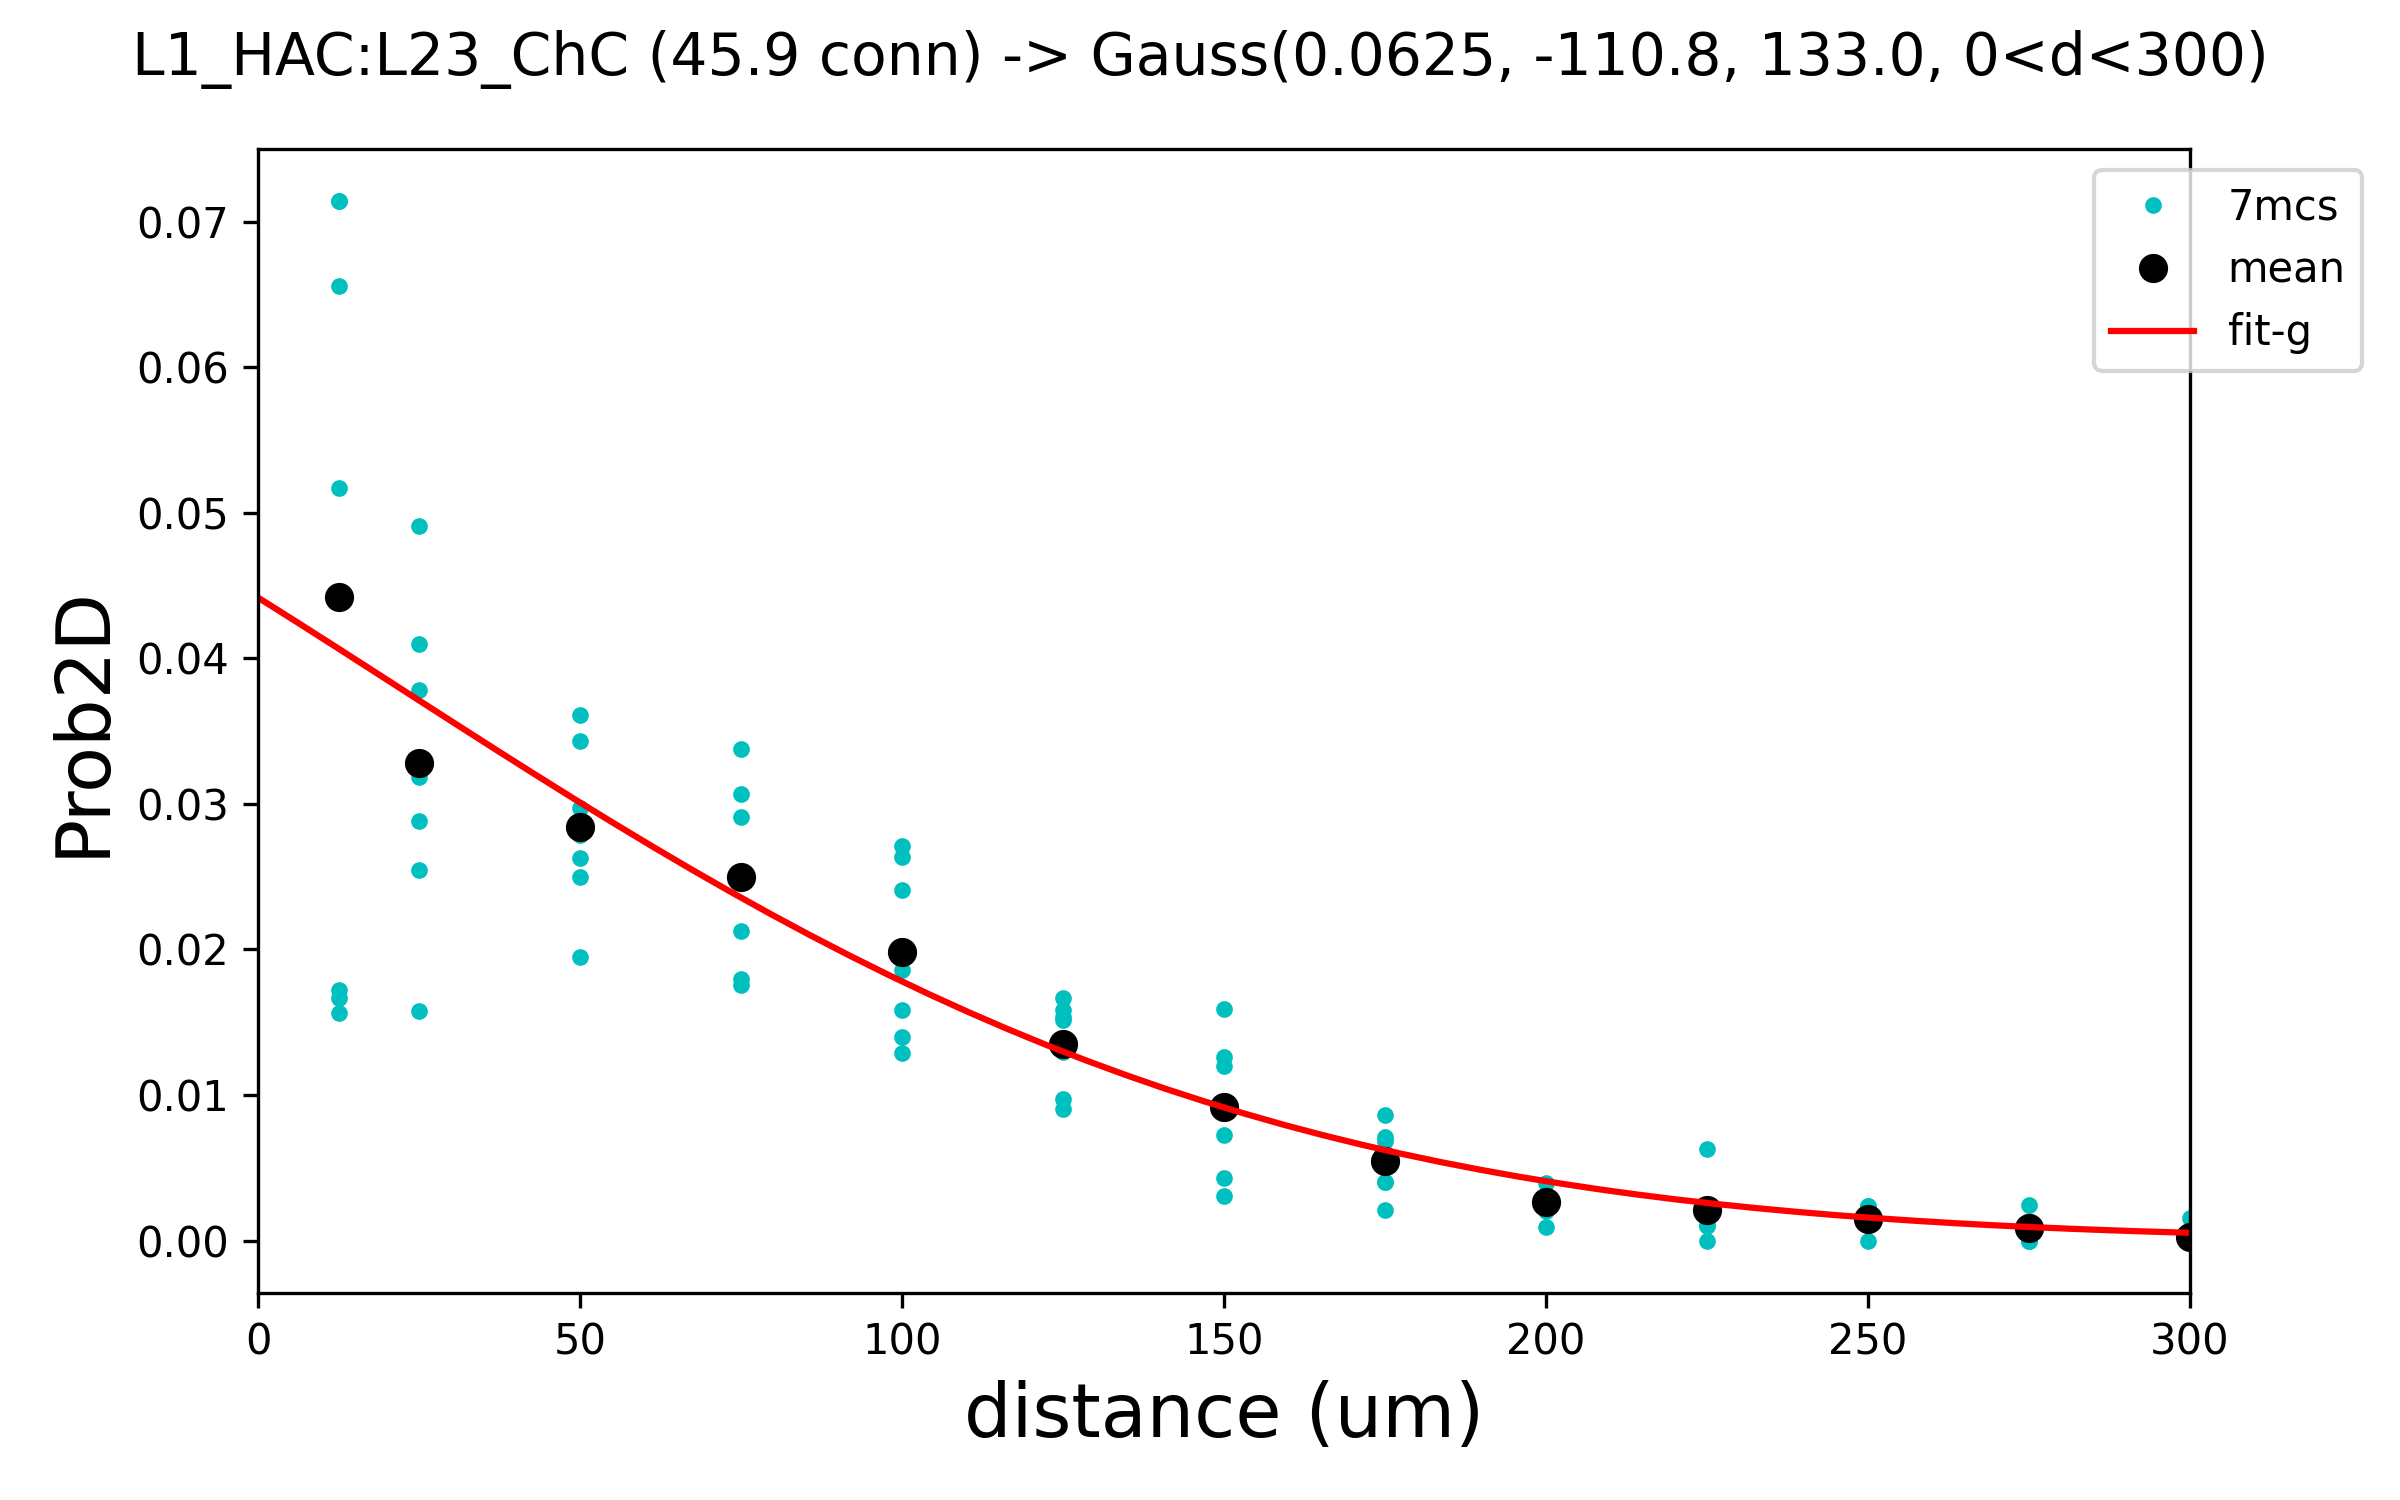 L1_HAC:L23_ChC (45.9 conn) -> Gauss(0.0625, -110.8, 133.0, 0<d<300)
7mcs
mean
fit-g
Prob2D
0.07
0.06
0.05
0.04
0.03
0.02
0.01
0.00
0 50 100 150 200 250 300
distance (um)